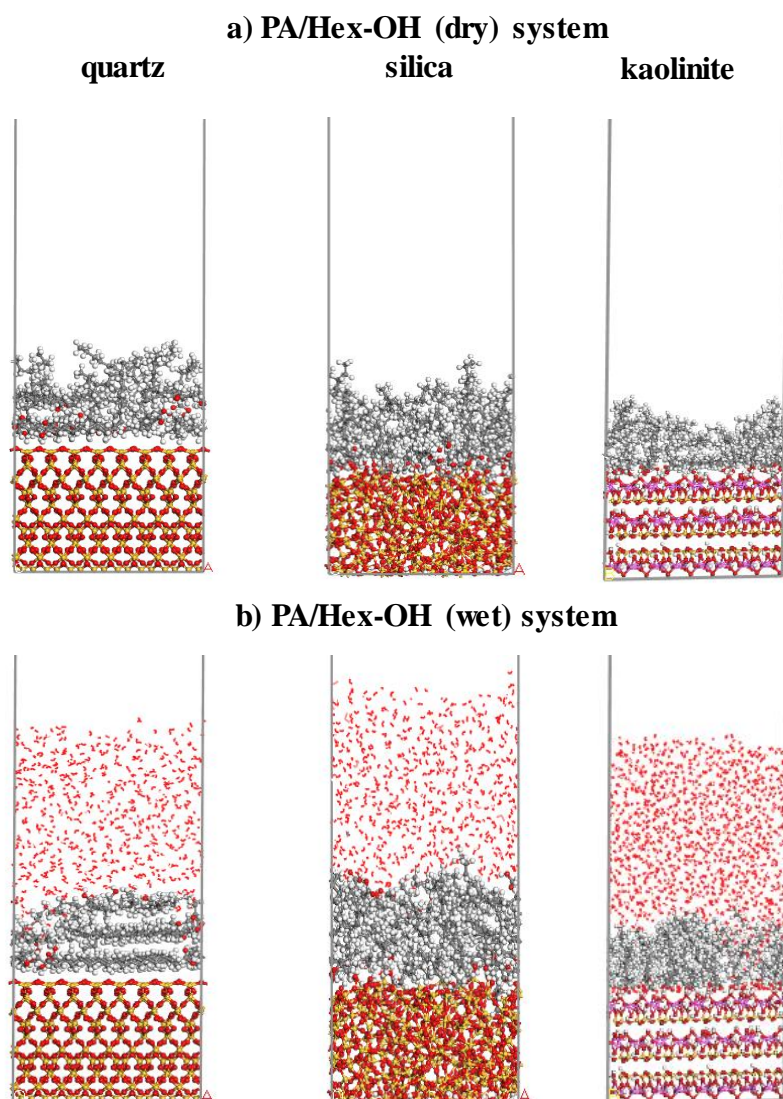 a) PA/Hex-OH (dry) system
quartz silica kaolinite
b) PA/Hex-OH (wet) system